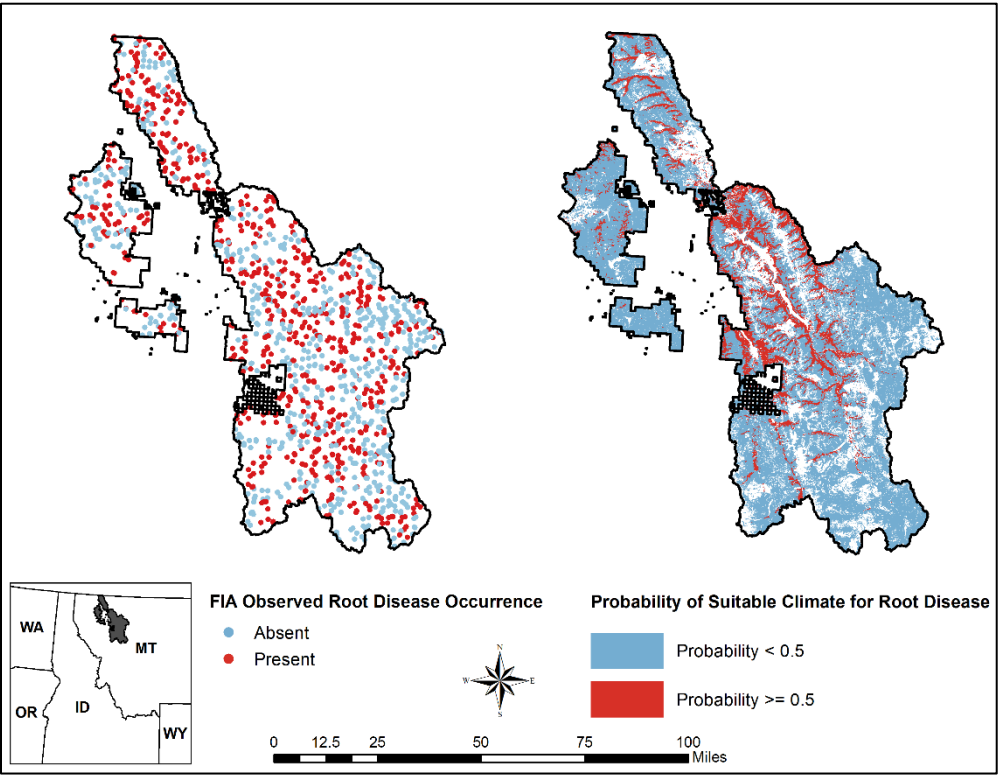 WA
MT
OR
ID
WY
FIA Observed Root Disease Occurrence
Absent
Present
N
W
E
S
Probability of Suitable Climate for Root Disease
Probability < 0.5
Probability >= 0.5
0 12.5 25 50 75 100
Miles